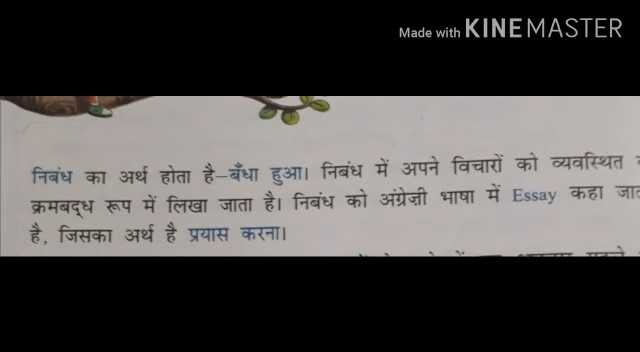 Made with KINEMASTER
निबंध का अर्थ होता है–बँधा हुआ। निबंध में अपने विचारों को व्यवस्थित
क्रमबद्ध रूप में लिखा जाता है। निबंध को अंग्रेज़ी भाषा में Essay कहा
है, जिसका अर्थ है प्रयास करना।